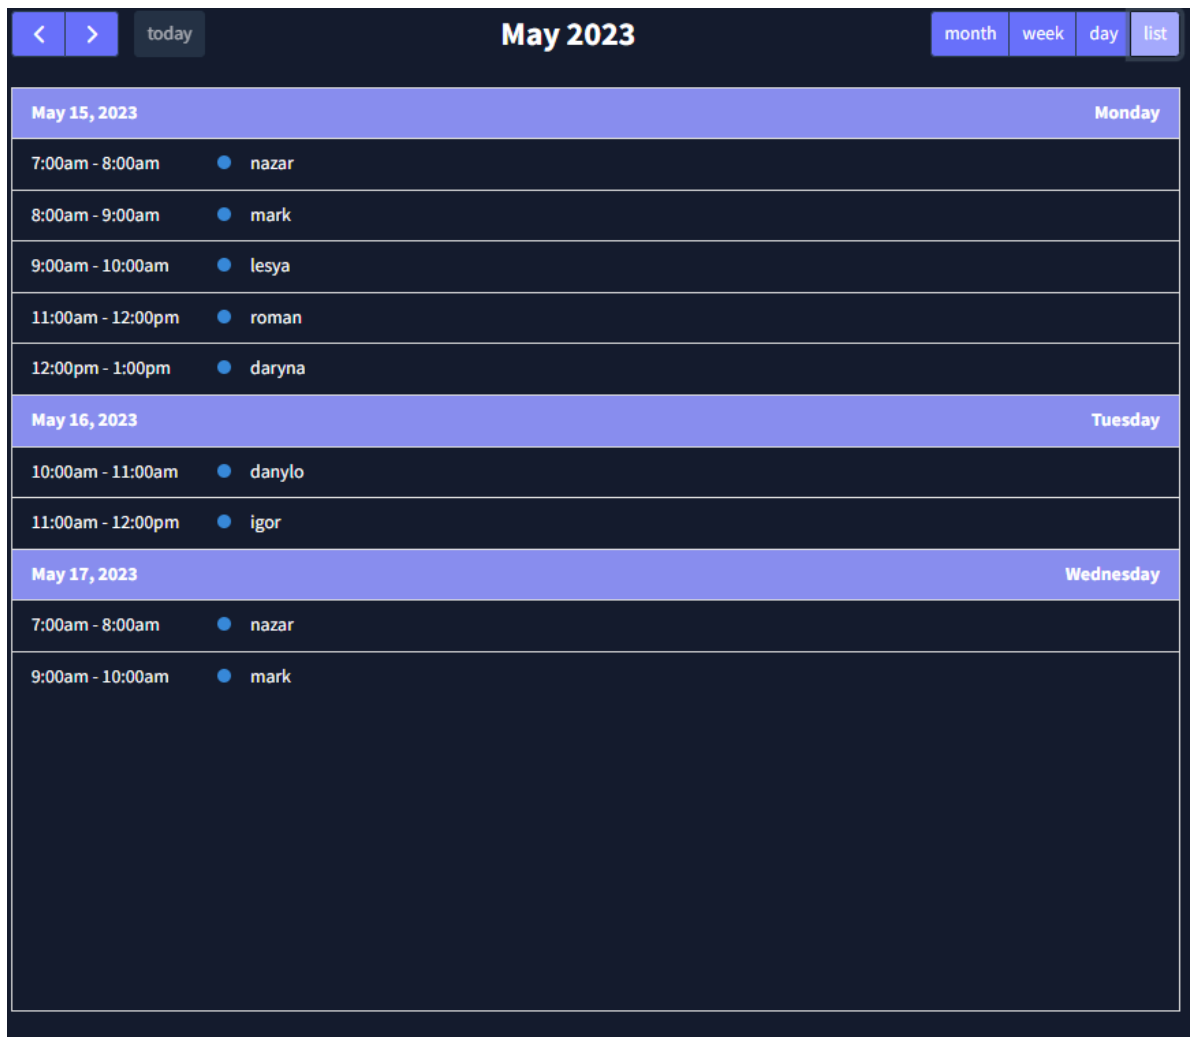 today May 2023 month week day list
May 15, 2023 Monday
7:00am - 8:00am nazar
8:00am - 9:00am mark
9:00am - 10:00am lesya
11:00am - 12:00pm roman
12:00pm - 1:00pm daryna
May 16, 2023 Tuesday
10:00am - 11:00am danylo
11:00am - 12:00pm igor
May 17, 2023 Wednesday
7:00am - 8:00am nazar
9:00am - 10:00am mark